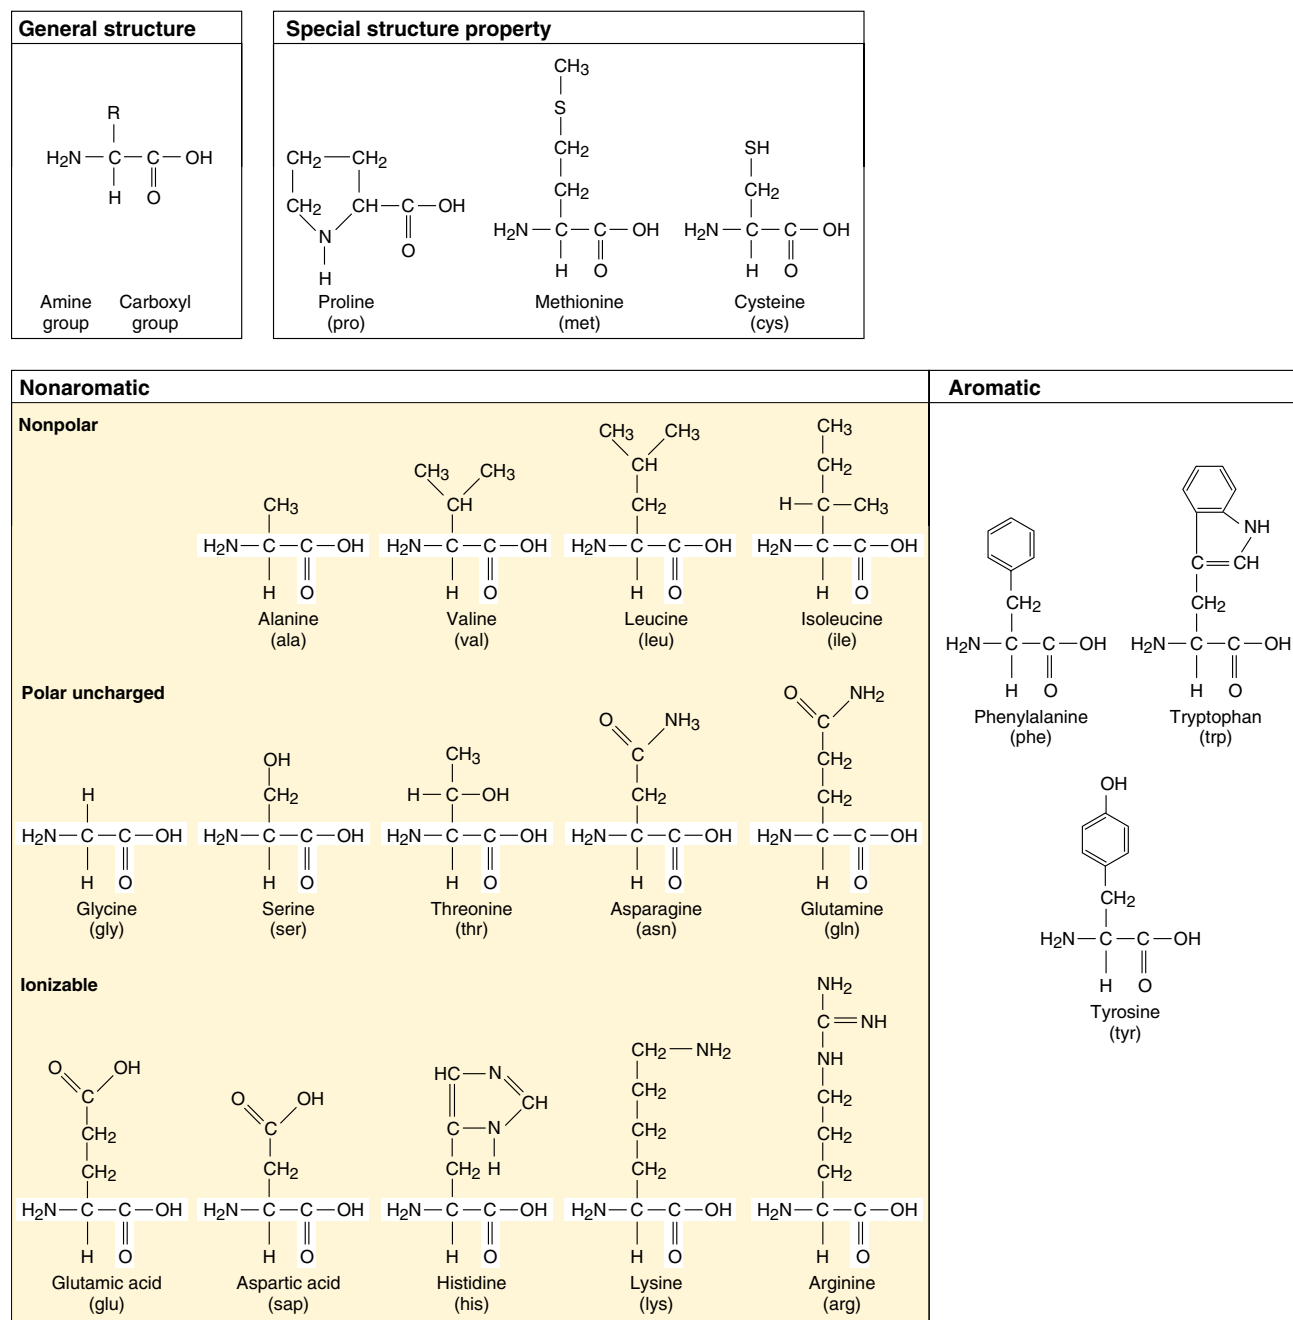 General structure
R
H2N C C OH
H O
Amine Carboxyl
group group
Special structure property
CH2 CH2
CH2 CH C OH
N O
H
Proline
(pro)
CH3
S
CH2
CH2
H2N C C OH
H O
Methionine
(met)
SH
CH2
H2N C C OH
H O
Cysteine
(cys)
Nonaromatic
Nonpolar
CH3
H2N C C OH
H O
Alanine
(ala)
CH3 CH3
CH
H2N C C OH
H O
Valine
(val)
CH3 CH3
CH
CH2
H2N C C OH
H O
Leucine
(leu)
CH3
CH2
H C CH3
H2N C C OH
H O
Isoleucine
(ile)
Polar uncharged
H
H2N C C OH
H O
Glycine
(gly)
OH
CH2
H2N C C OH
H O
Serine
(ser)
CH3
H C OH
H2N C C OH
H O
Threonine
(thr)
O NH3
C
CH2
H2N C C OH
H O
Asparagine
(asn)
O NH2
C
CH2
CH2
H2N C C OH
H O
Glutamine
(gln)
Ionizable
O OH
C
CH2
CH2
H2N C C OH
H O
Glutamic acid
(glu)
O OH
C
CH2
H2N C C OH
H O
Aspartic acid
(sap)
HC N
CH
C N
CH2 H
H2N C C OH
H O
Histidine
(his)
CH2 NH2
CH2
CH2
CH2
H2N C C OH
H O
Lysine
(lys)
NH2
C NH
NH
CH2
CH2
CH2
H2N C C OH
H O
Arginine
(arg)
Aromatic
CH2
H2N C C OH
H O
Phenylalanine
(phe)
NH
C CH
CH2
H2N C C OH
H O
Tryptophan
(trp)
OH
CH2
H2N C C OH
H O
Tyrosine
(tyr)